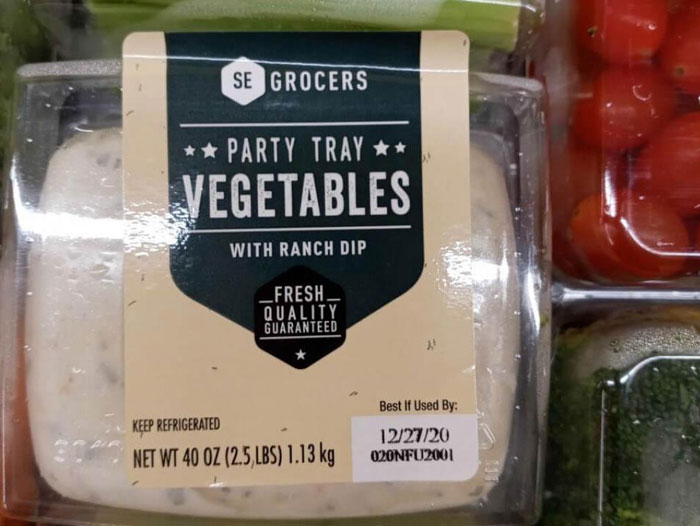 SE GROCERS
PARTY TRAY
VEGETABLES
WITH RANCH DIP
FRESH
QUALITY
GUARANTEED
Best If Used By:
KEEP REFRIGERATED
12/27/20
NET WT 40 OZ (2.5 LBS) 1.13 kg
020NFU2001